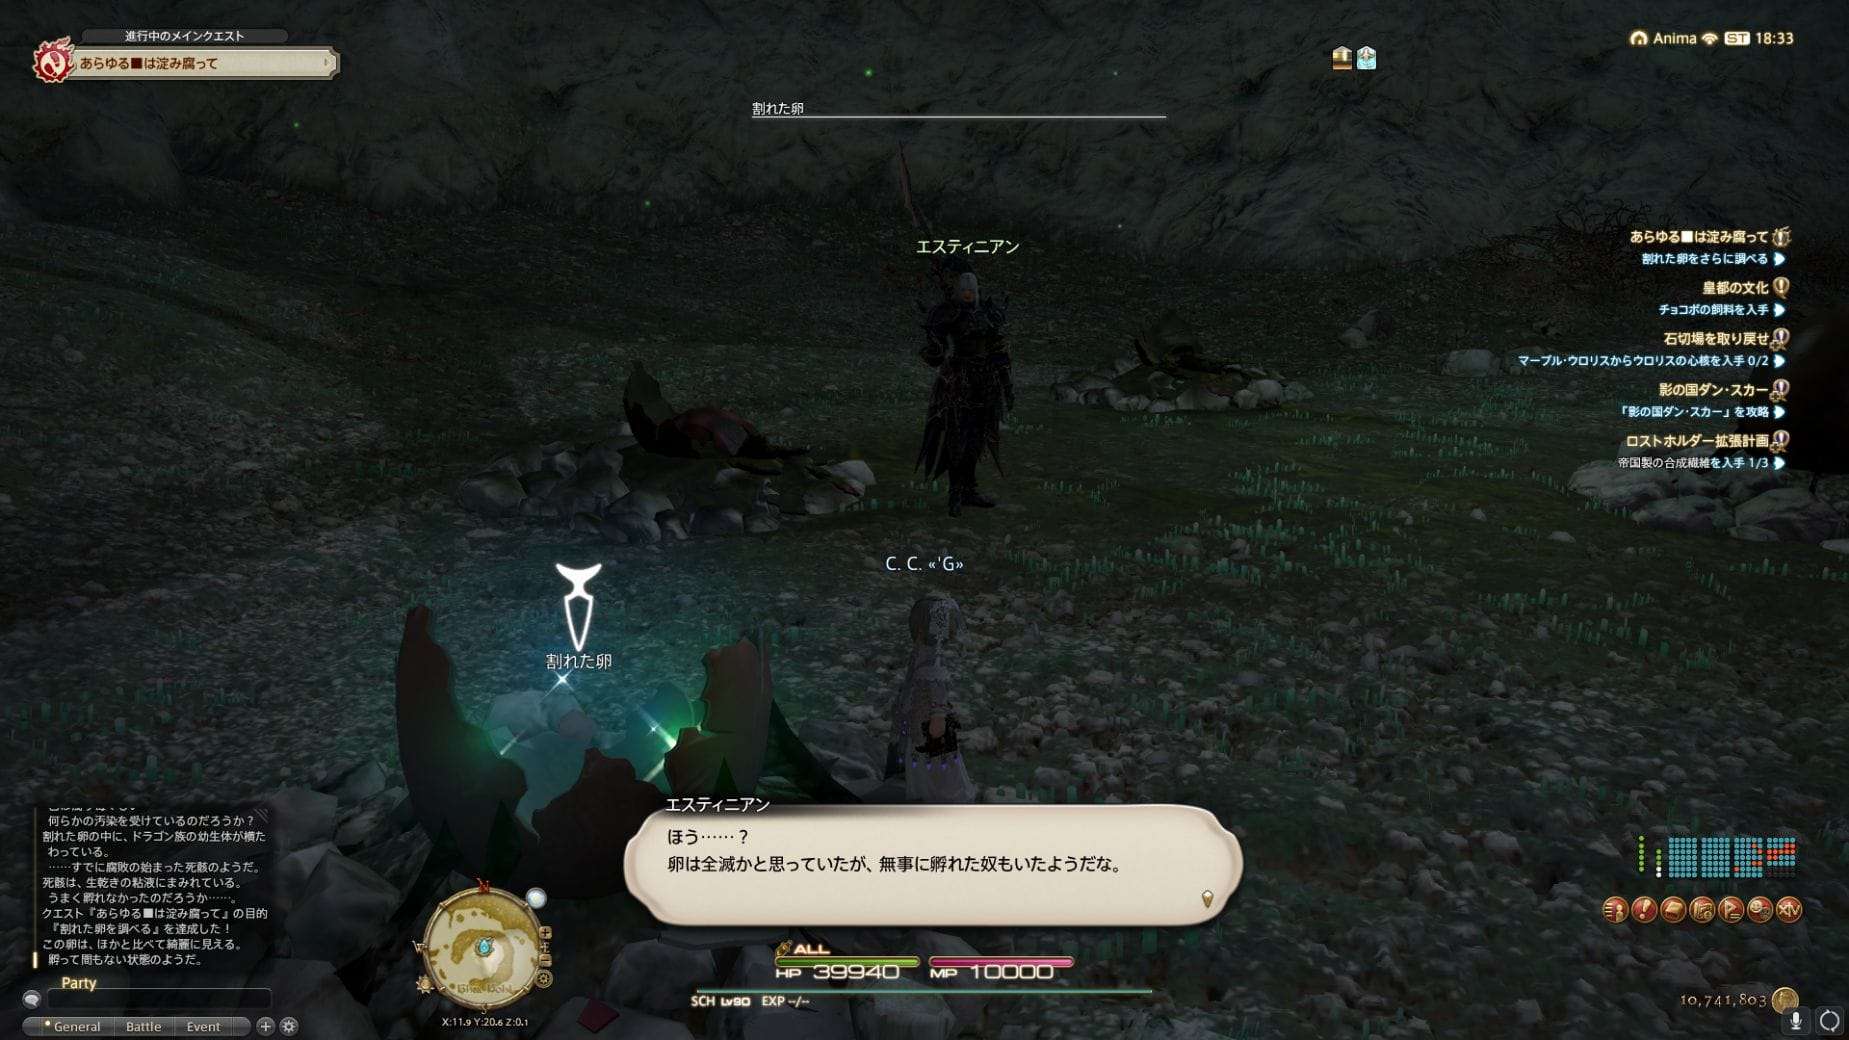 進行中のメインクエスト
あらゆる■は淀み腐って
Anima ST 18:33
割れた卵
エスティニアン
あらゆる■は淀み腐って
割れた卵をさらに調べる
皇都の文化
チョコボの飼料を入手
石切場を取り戻せ
マーブル・ウロリスからウロリスの心核を入手 0/2
影の国ダン・スカー
「影の国ダン・スカー」を攻略
ロストホルダー拡張計画
帝国製の合成繊維を入手 1/3
C. C. «'G»
割れた卵
エスティニアン
ほう……？
卵は全滅かと思っていたが、無事に孵れた奴もいたようだな。
何らかの汚染を受けているのだろうか？
割れた卵の中に、ドラゴン族の幼生体が横た
わっている。
……すでに腐敗の始まった死骸のようだ。
死骸は、生乾きの粘液にまみれている。
うまく孵れなかったのだろうか……。
クエスト『あらゆる■は淀み腐って』の目的
『割れた卵を調べる』を達成した！
この卵は、ほかと比べて綺麗に見える。
孵って間もない状態のようだ。
Party
General Battle Event
N
W
S
X:11.9 Y:20.6 Z:0.1
ALL
HP 39940 MP 10000
SCH Lv90 EXP --/--
XIV
10,741,803